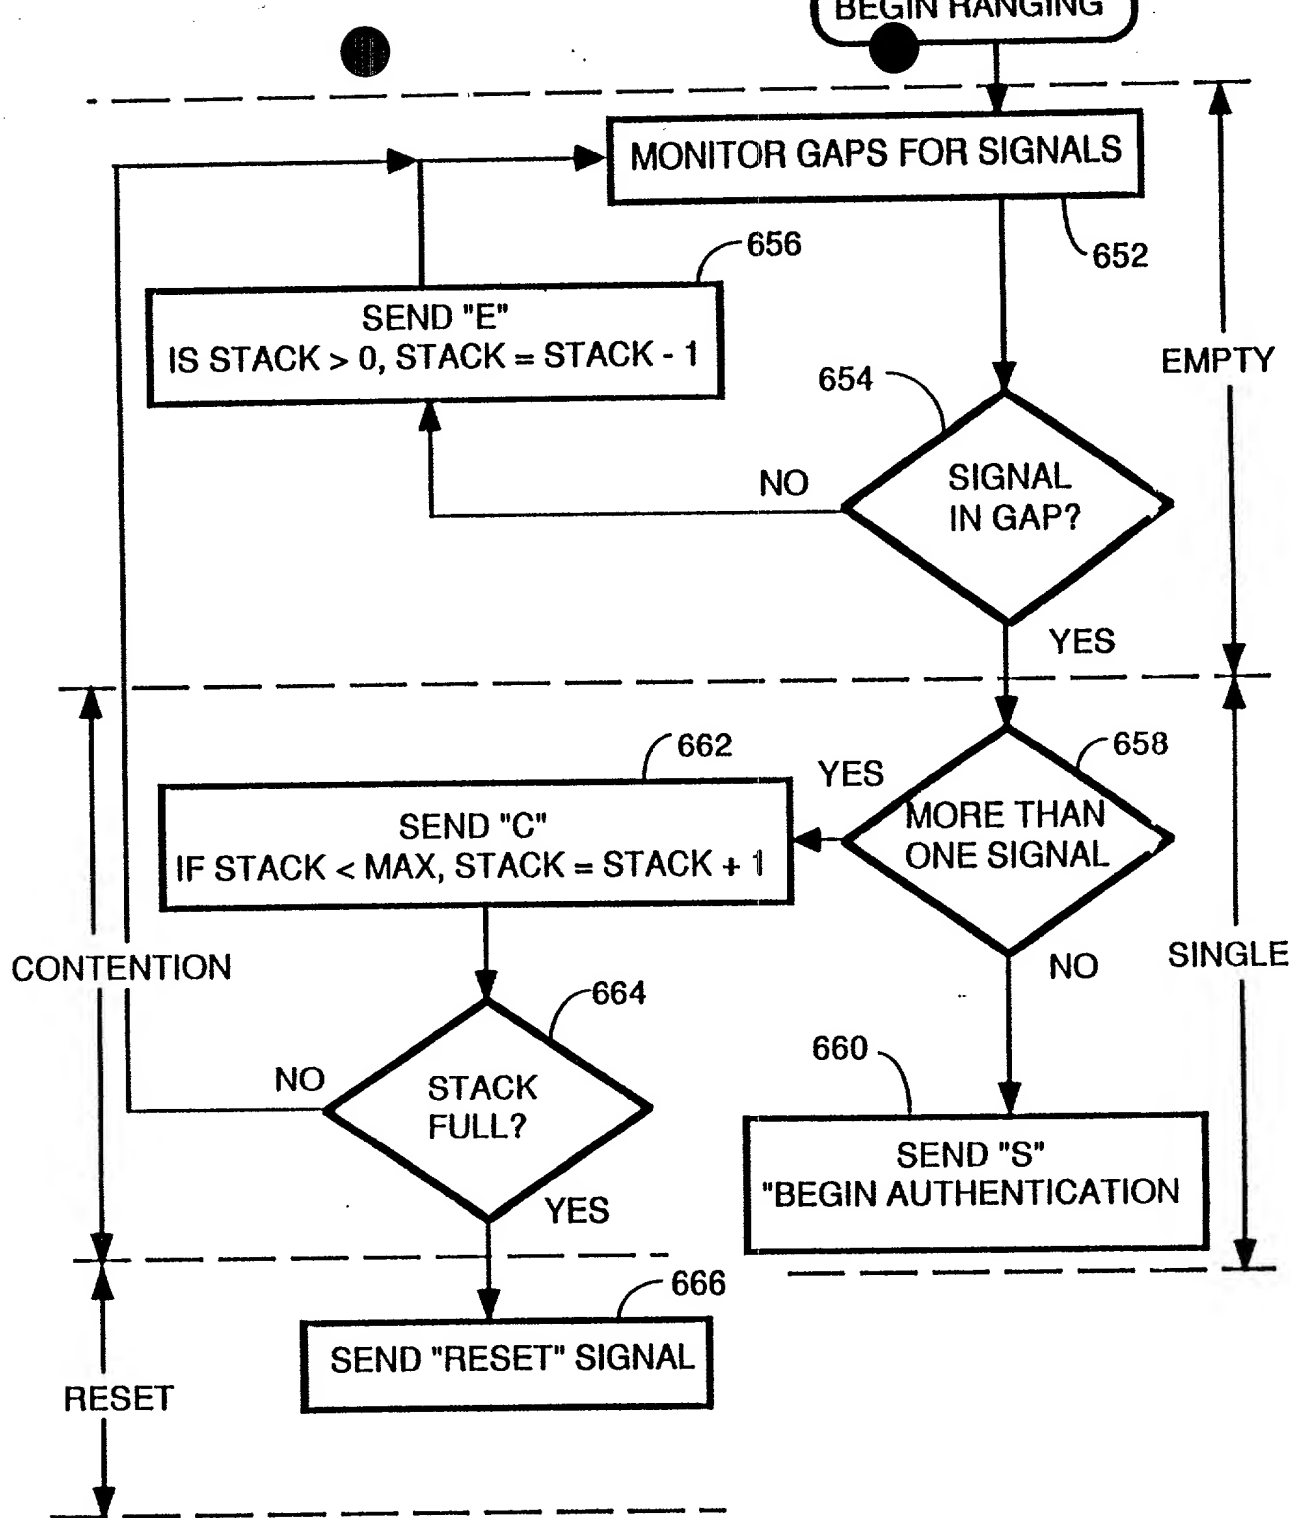 BEGIN RANGING
MONITOR GAPS FOR SIGNALS
652
656
SEND "E"
IS STACK > 0, STACK = STACK - 1
EMPTY
654
SIGNAL
IN GAP?
NO
YES
658
MORE THAN
ONE SIGNAL
YES
662
SEND "C"
IF STACK < MAX, STACK = STACK + 1
CONTENTION
NO
SINGLE
664
STACK
FULL?
NO
YES
660
SEND "S"
"BEGIN AUTHENTICATION
666
SEND "RESET" SIGNAL
RESET